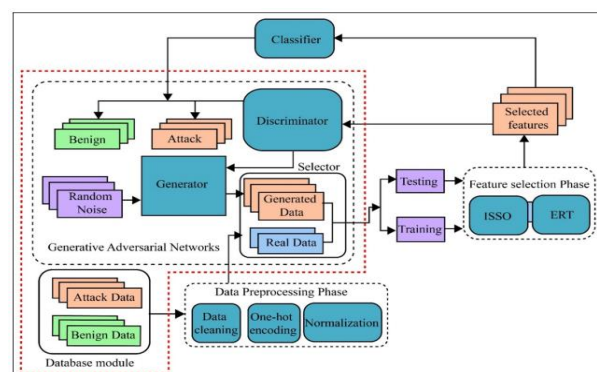 Classifier
Benign
Attack
Discriminator
Selected
features
Random
Noise
Generator
Selector
Generated
Data
Real Data
Testing
Training
Feature selection Phase
ISSO
ERT
Generative Adversarial Networks
Attack Data
Benign Data
Database module
Data Preprocessing Phase
Data
cleaning
One-hot
encoding
Normalization